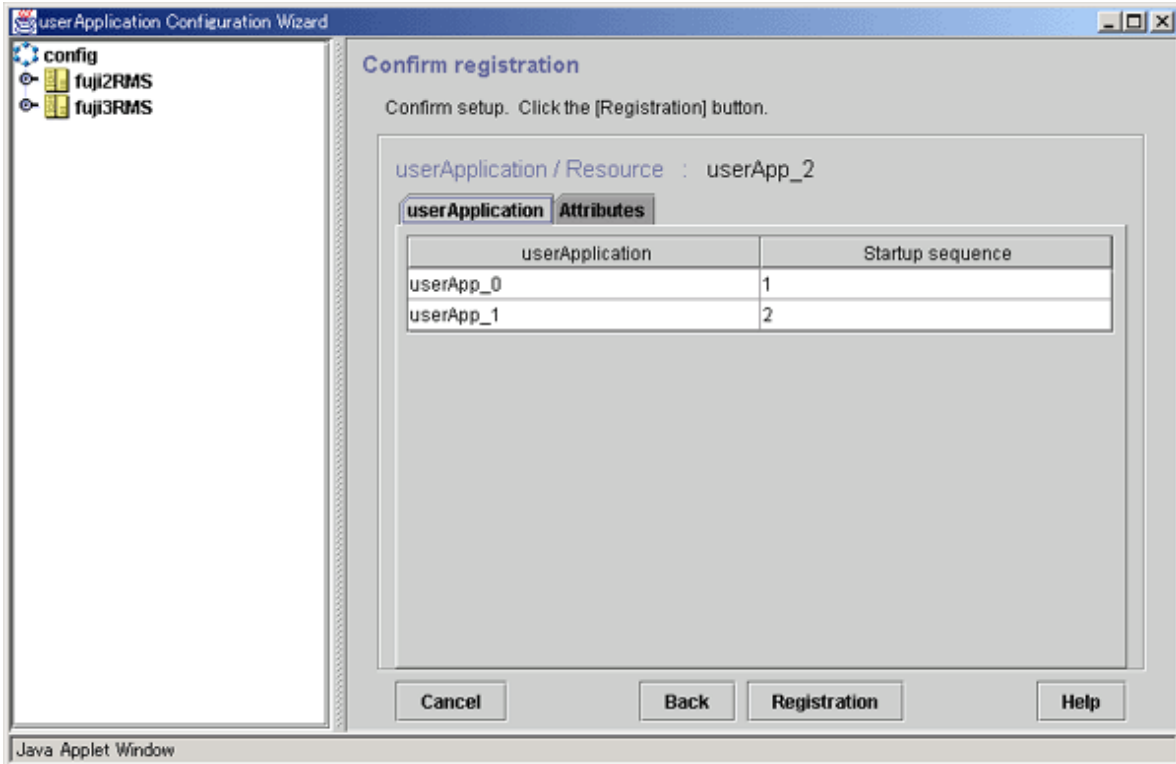 userApplication Configuration Wizard
config
fuji2RMS
fuji3RMS
Confirm registration
Confirm setup. Click the [Registration] button.
userApplication / Resource : userApp_2
userApplication Attributes
userApplication Startup sequence
userApp_0 1
userApp_1 2
Cancel Back Registration Help
Java Applet Window